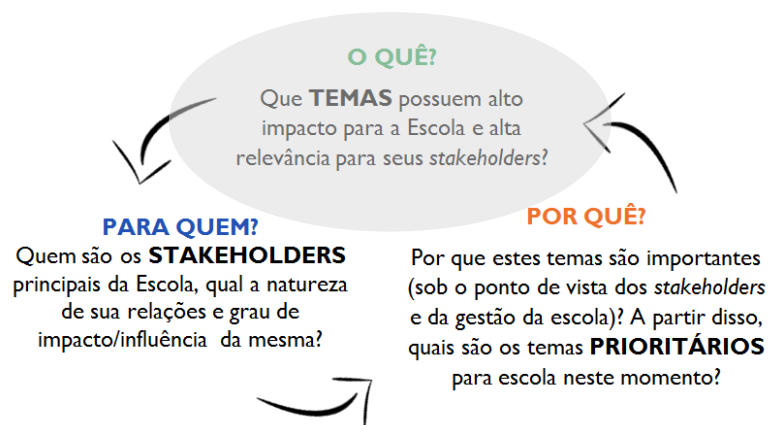 O QUÊ?
Que TEMAS possuem alto
impacto para a Escola e alta
relevância para seus stakeholders?
PARA QUEM?
Quem são os STAKEHOLDERS
principais da Escola, qual a natureza
de sua relações e grau de
impacto/influência da mesma?
POR QUÊ?
Por que estes temas são importantes
(sob o ponto de vista dos stakeholders
e da gestão da escola)? A partir disso,
quais são os temas PRIORITÁRIOS
para escola neste momento?